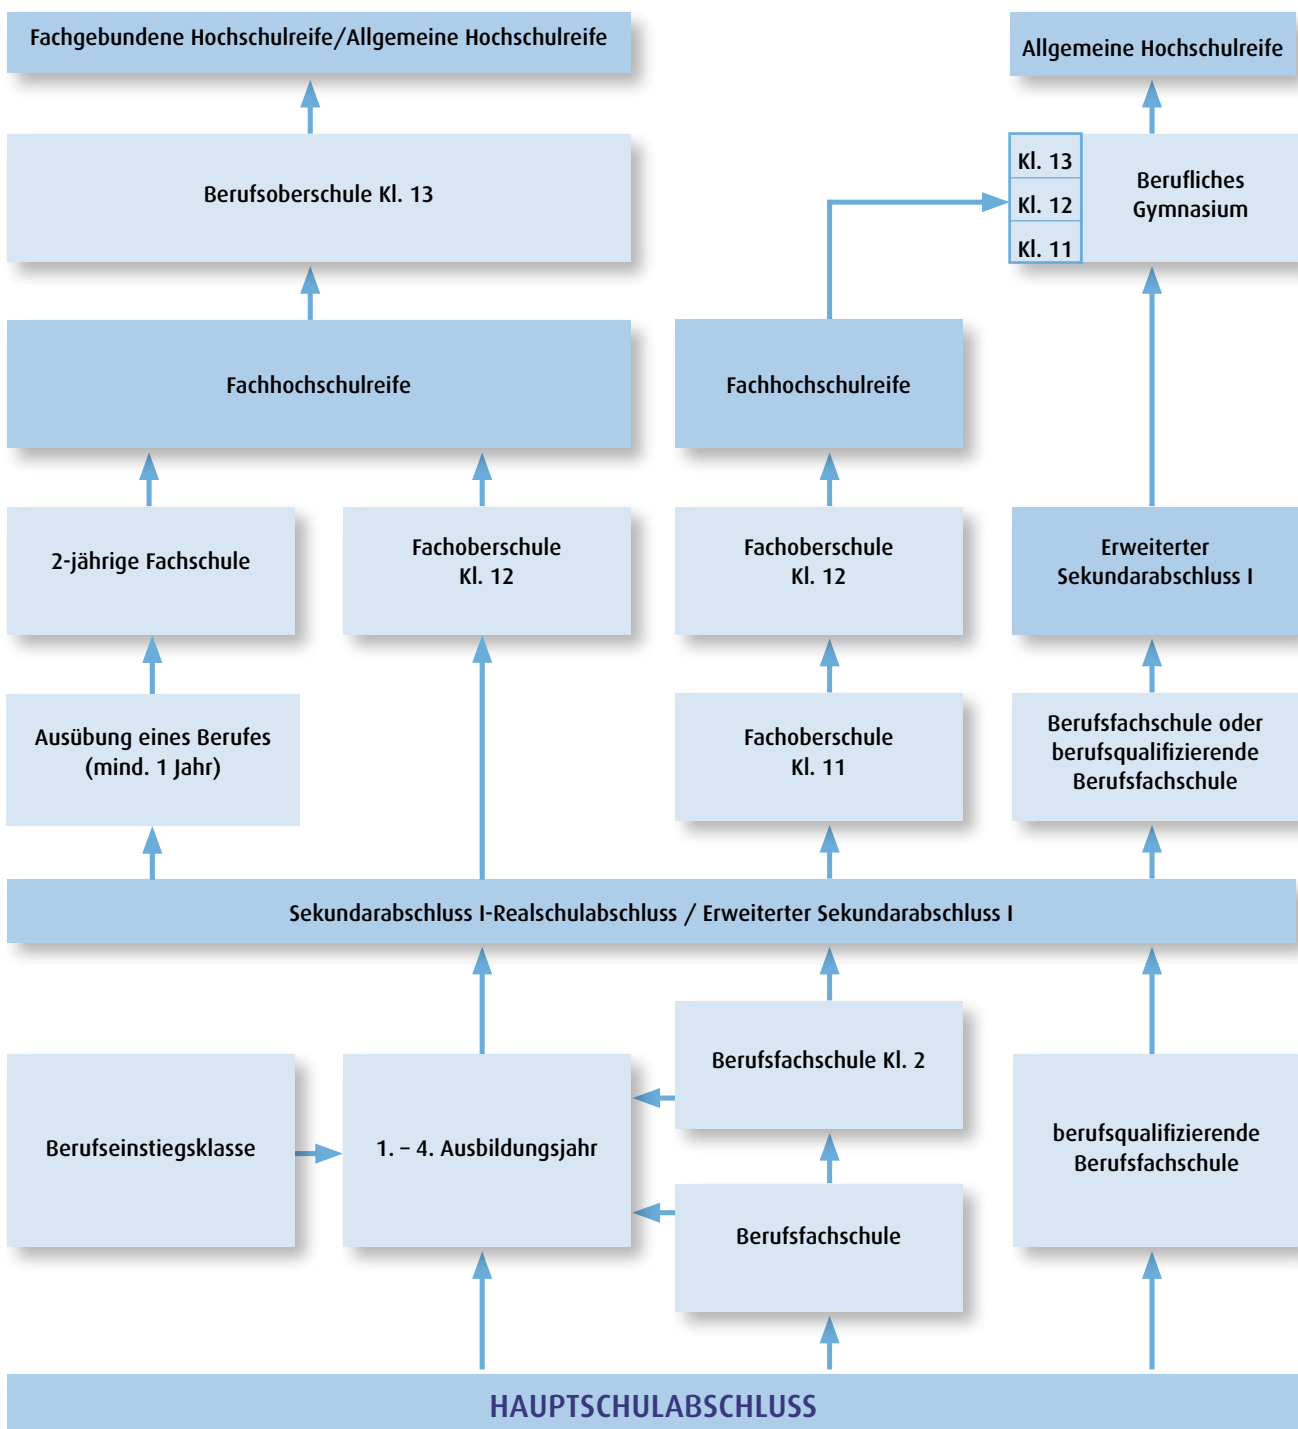 Fachgebundene Hochschulreife/Allgemeine Hochschulreife
Allgemeine Hochschulreife
Berufsoberschule Kl. 13
Kl. 13
Kl. 12
Kl. 11
Berufliches
Gymnasium
Fachhochschulreife
Fachhochschulreife
2-jährige Fachschule
Fachoberschule
Kl. 12
Fachoberschule
Kl. 12
Erweiterter
Sekundarabschluss I
Ausübung eines Berufes
(mind. 1 Jahr)
Fachoberschule
Kl. 11
Berufsfachschule oder
berufsqualifizierende
Berufsfachschule
Sekundarabschluss I-Realschulabschluss / Erweiterter Sekundarabschluss I
Berufseinstiegsklasse
1. – 4. Ausbildungsjahr
Berufsfachschule Kl. 2
Berufsfachschule
berufsqualifizierende
Berufsfachschule
HAUPTSCHULABSCHLUSS